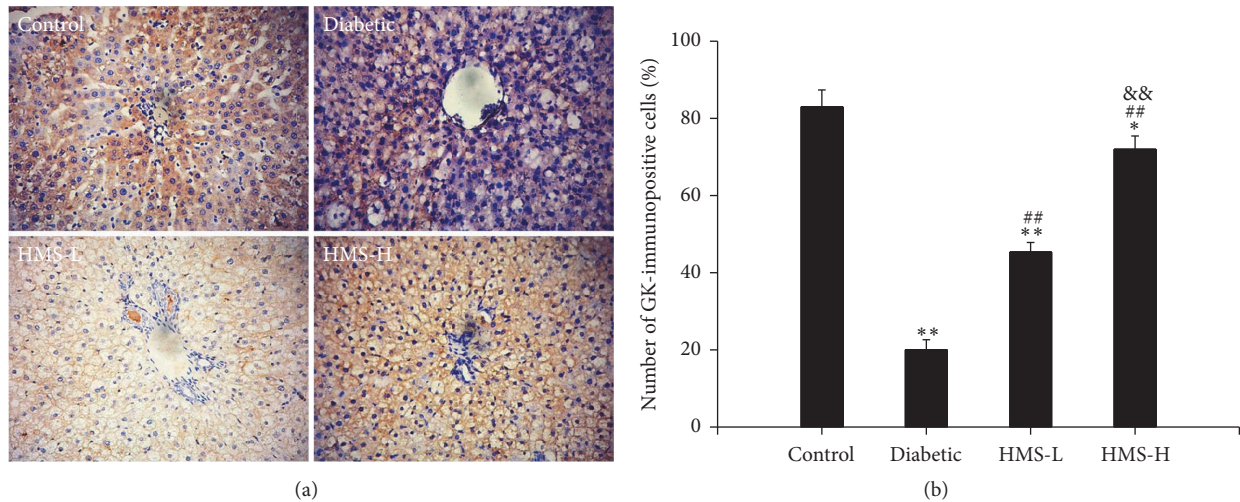 Control
Diabetic
HMS-L
HMS-H
(a)
Number of GK-immunopositive cells (%)
100
80
60
40
20
0
**
##
**
&&
##
*
Control Diabetic HMS-L HMS-H
(b)